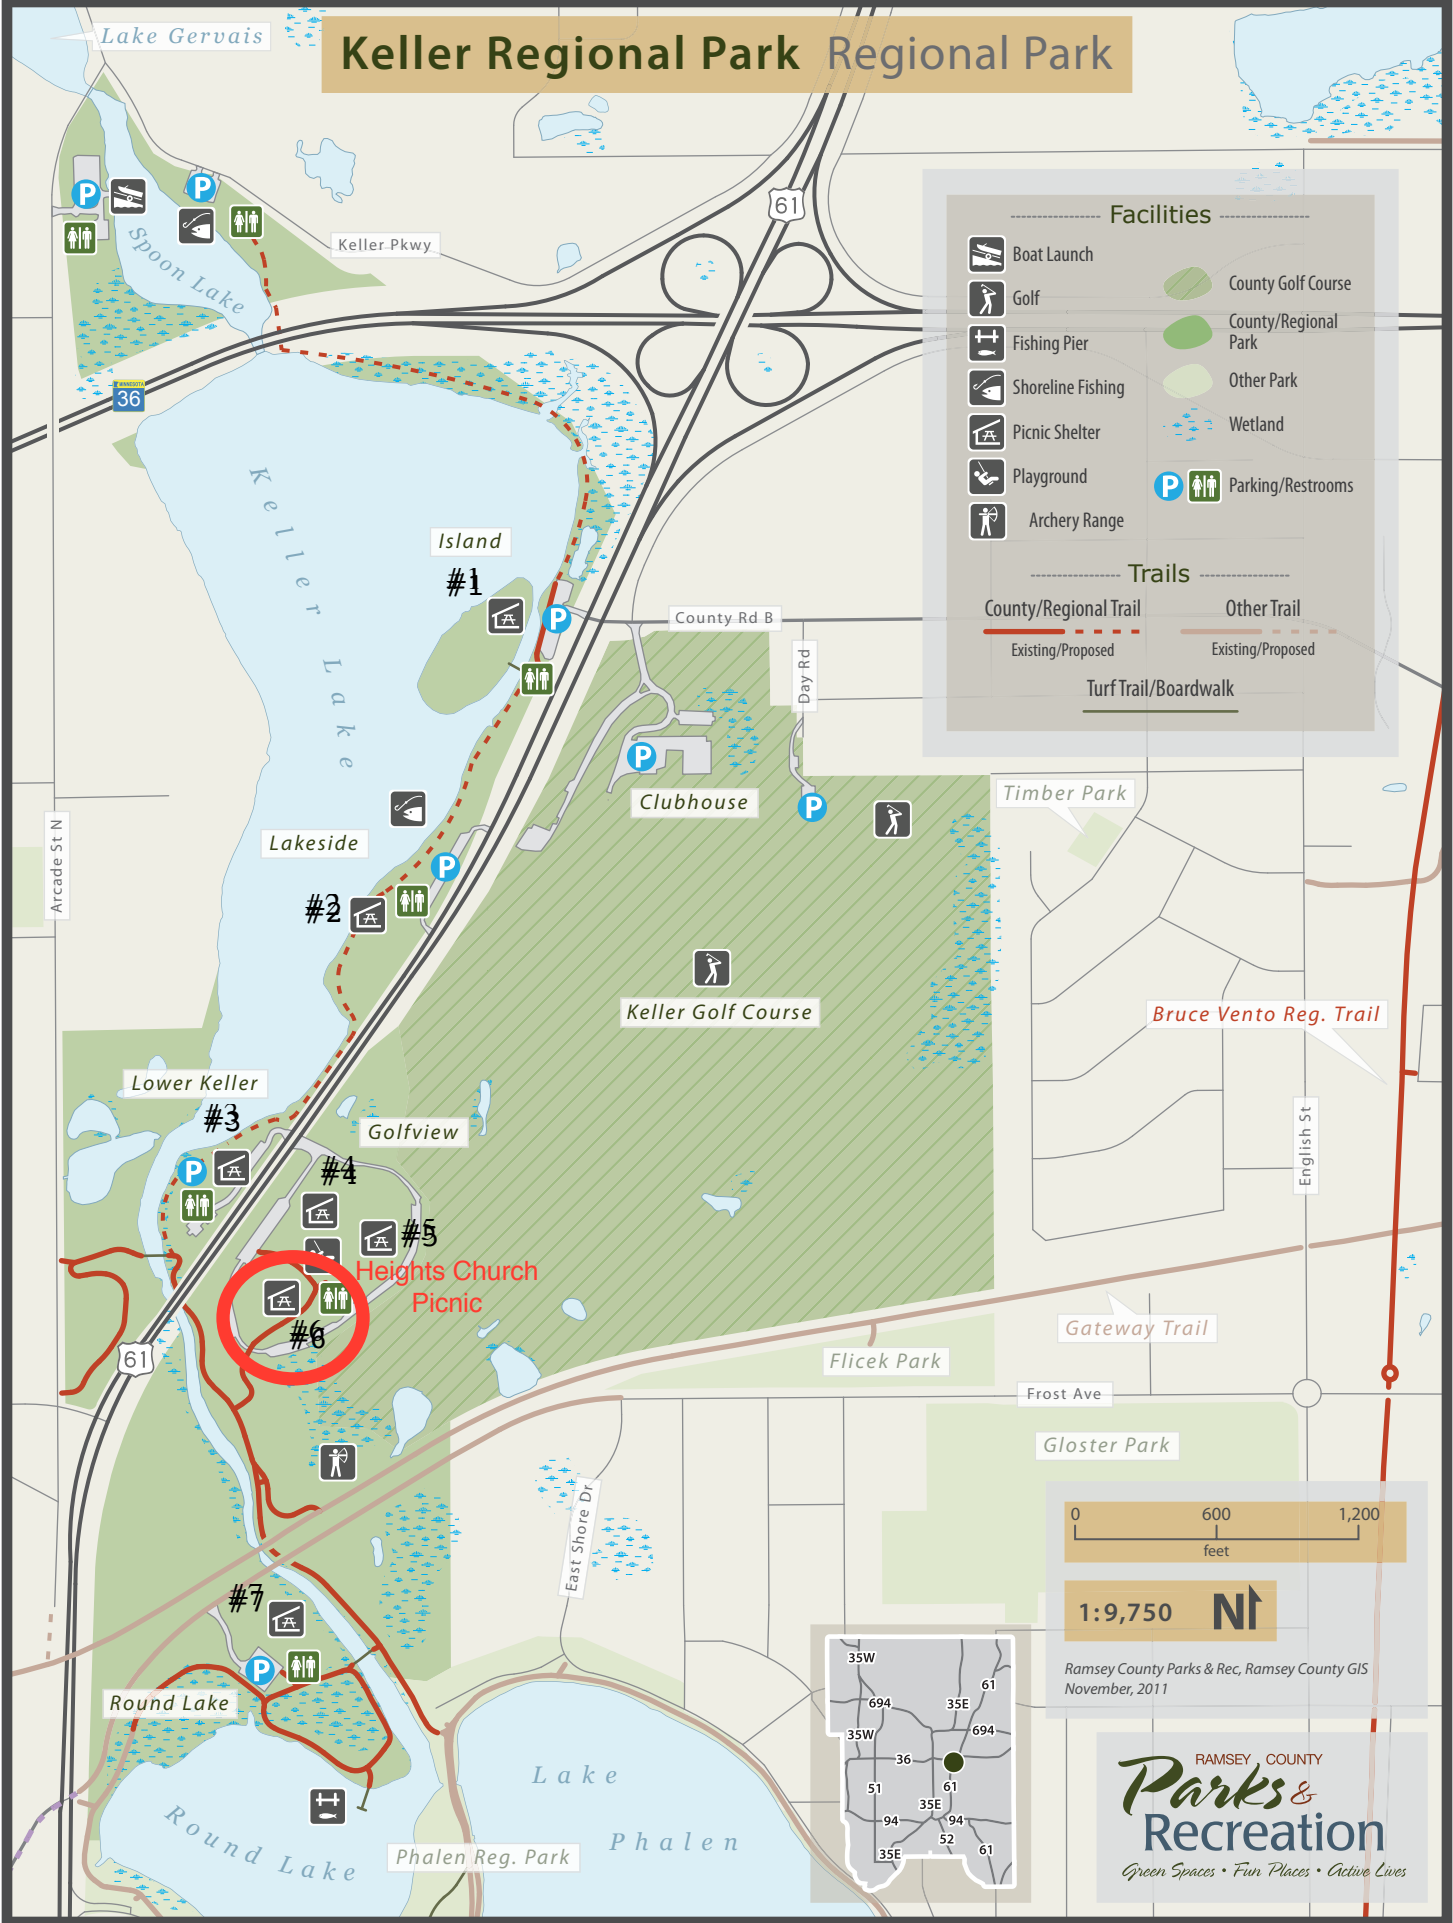 Lake Gervais
Keller Regional Park Regional Park
61
P
P
Spoon Lake
Keller Pkwy
MINNESOTA
36
Facilities
Boat Launch
Golf
Fishing Pier
Shoreline Fishing
Picnic Shelter
Playground
Archery Range
County Golf Course
County/Regional
Park
Other Park
Wetland
P
Parking/Restrooms
Trails
County/Regional Trail
Existing/Proposed
Other Trail
Existing/Proposed
Turf Trail/Boardwalk
Keller Lake
Island
#1
P
County Rd B
Day Rd
P
Clubhouse
P
Timber Park
Arcade St N
Lakeside
P
#2
Keller Golf Course
Bruce Vento Reg. Trail
English St
Lower Keller
#3
P
Golfview
#4
#5
Heights Church
Picnic
#6
61
Gateway Trail
Flicek Park
Frost Ave
Gloster Park
East Shore Dr
0 600 1,200
feet
1:9,750 N
Ramsey County Parks & Rec, Ramsey County GIS
November, 2011
#7
P
Round Lake
Round Lake
Lake
Phalen
Phalen Reg. Park
35W
61
694
35E
35W
694
36
51
61
35E
94
94
52
35E
61
RAMSEY COUNTY
Parks &
Recreation
Green Spaces • Fun Places • Active Lives